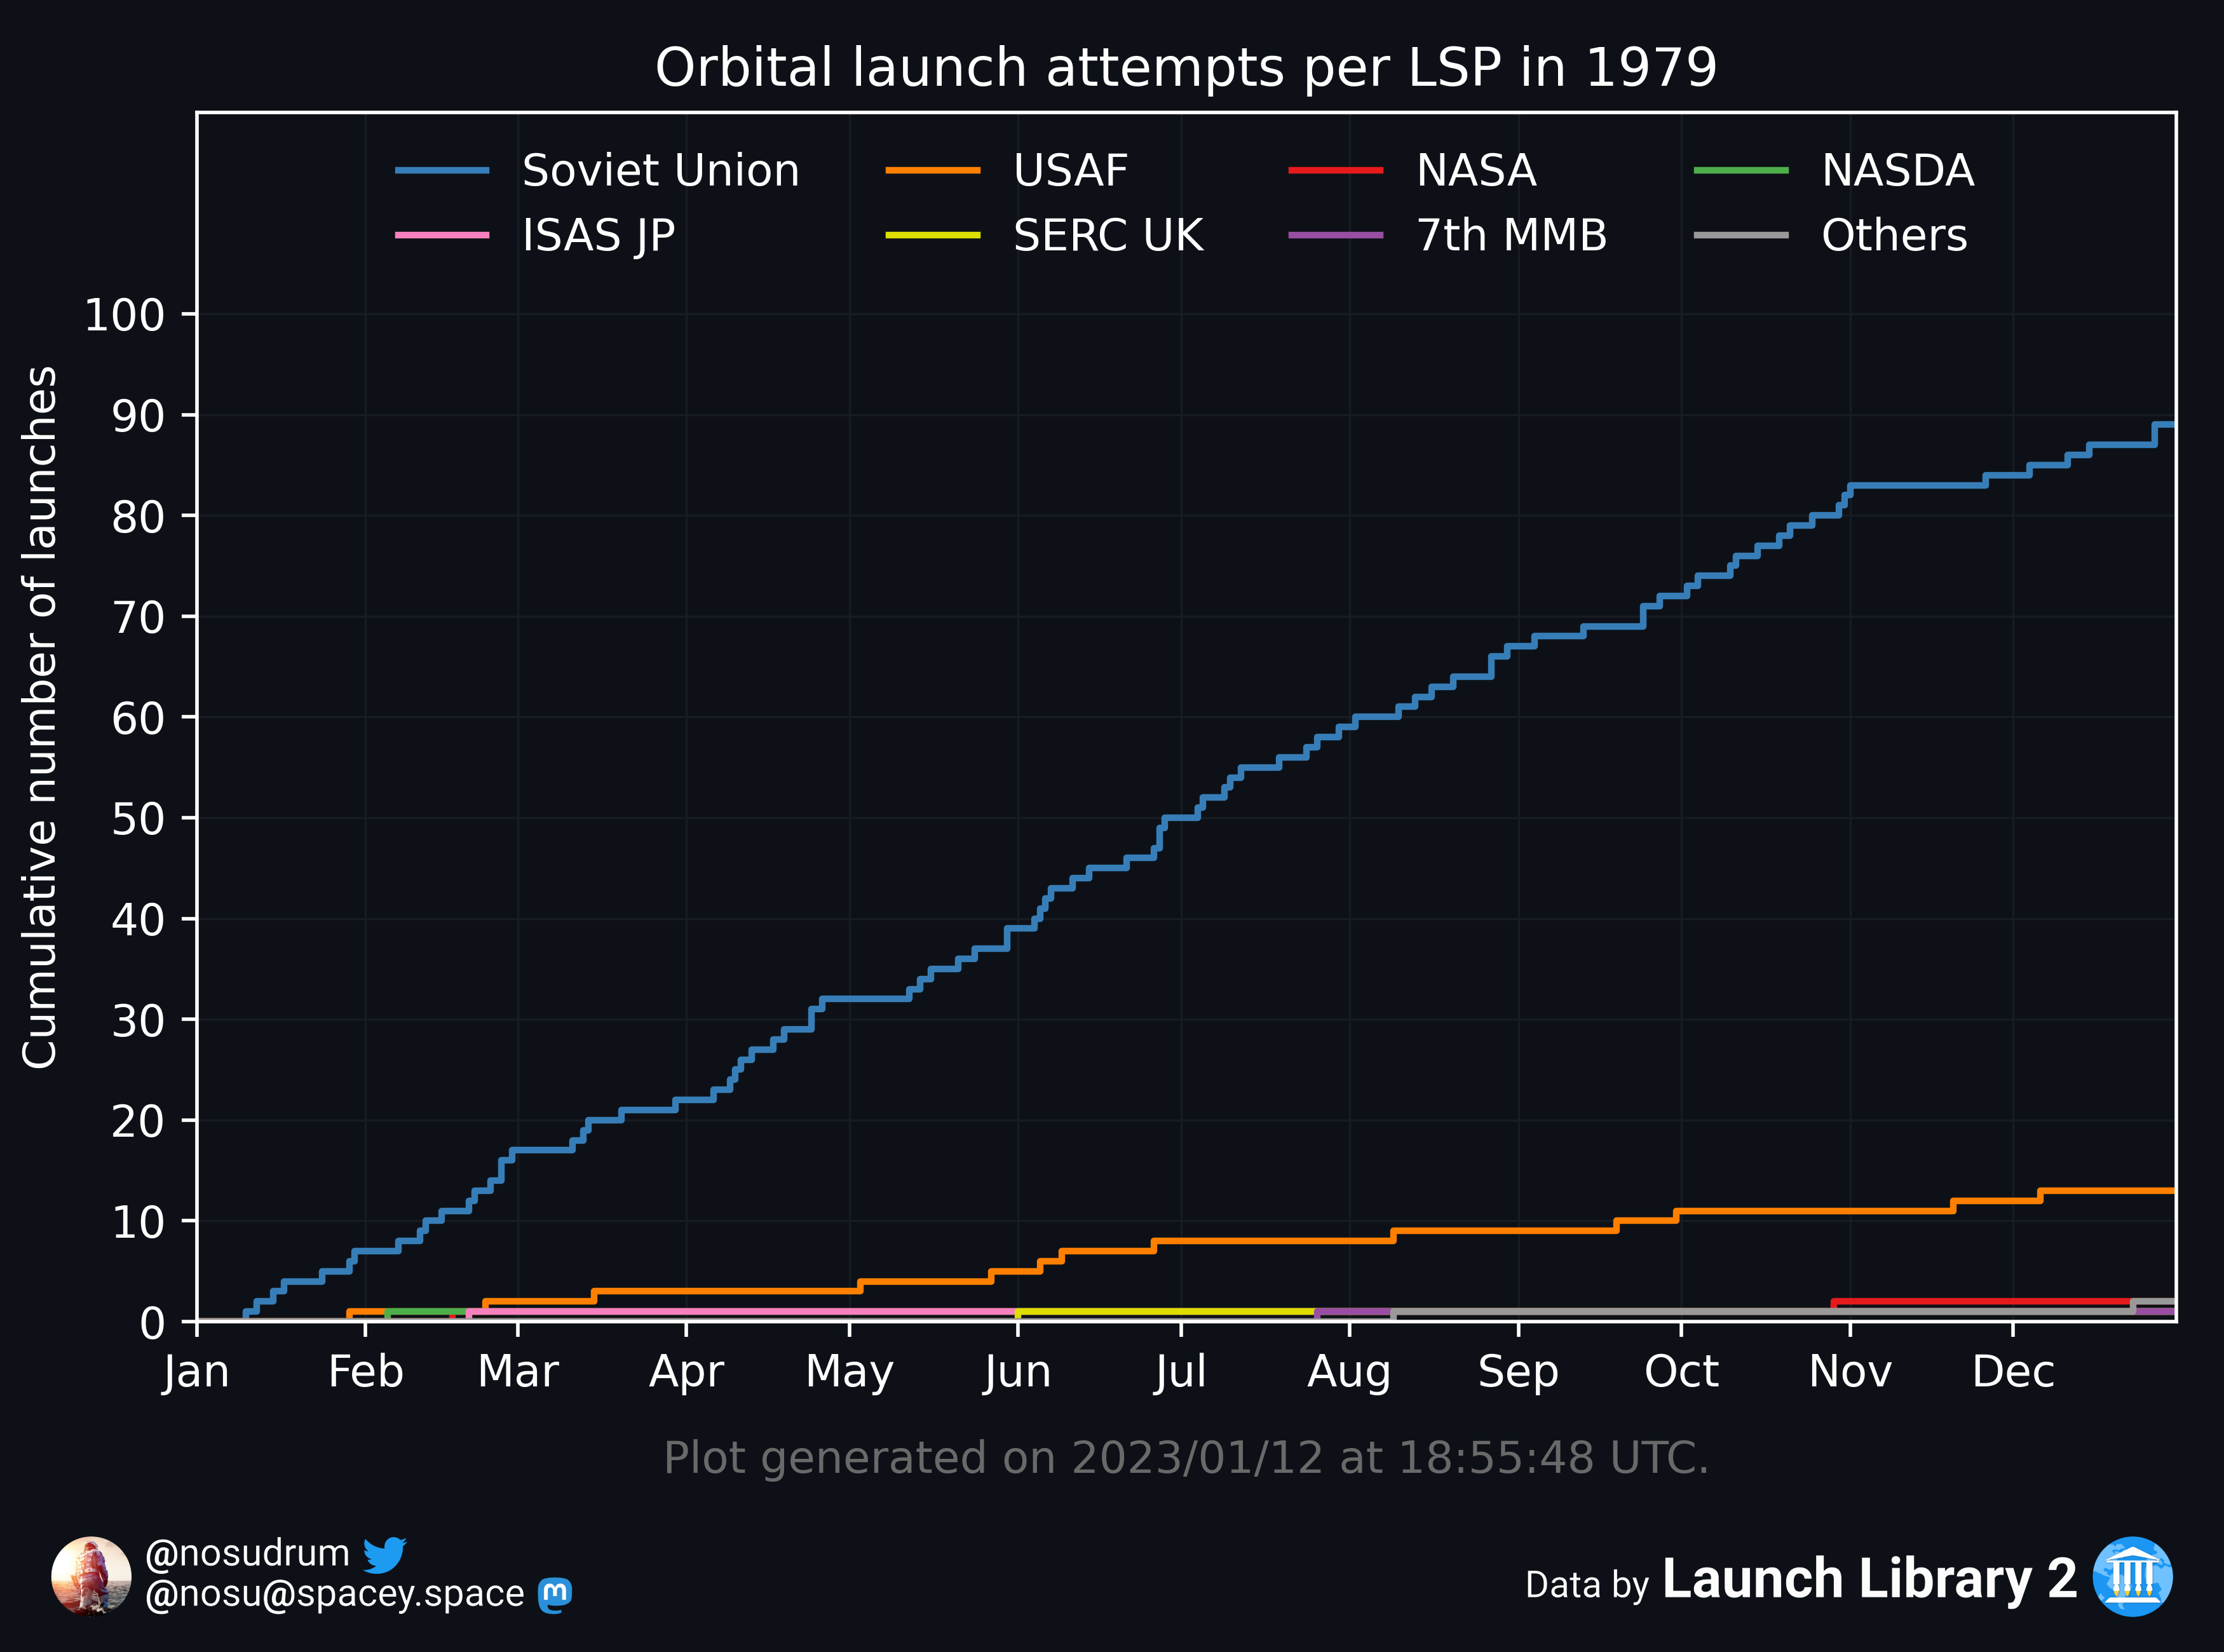 Orbital launch attempts per LSP in 1979
Soviet Union USAF NASA NASDA
ISAS JP SERC UK 7th MMB Others
Cumulative number of launches
100
90
80
70
60
50
40
30
20
10
0
Jan Feb Mar Apr May Jun Jul Aug Sep Oct Nov Dec
Plot generated on 2023/01/12 at 18:55:48 UTC.
@nosudrum
@nosu@spacey.space
Data by Launch Library 2